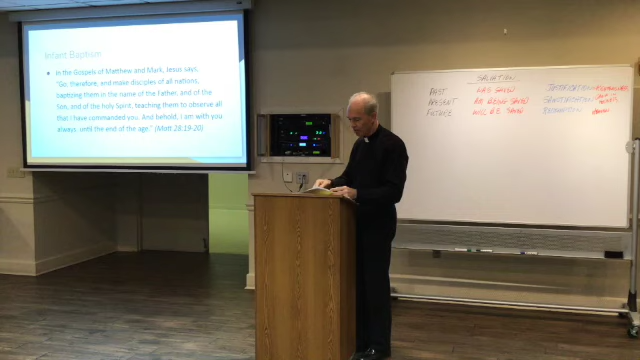 Infant Baptism
• In the Gospels of Matthew and Mark, Jesus says,
"Go, therefore, and make disciples of all nations,
baptizing them in the name of the Father, and of the
Son, and of the holy Spirit, teaching them to observe all
that I have commanded you. And behold, I am with you
always, until the end of the age." (Matt 28:19-20)
SALVATION
PAST WAS SAVED JUSTIFICATION
PRESENT AM BEING SAVED SANCTIFICATION
FUTURE WILL BE SAVED